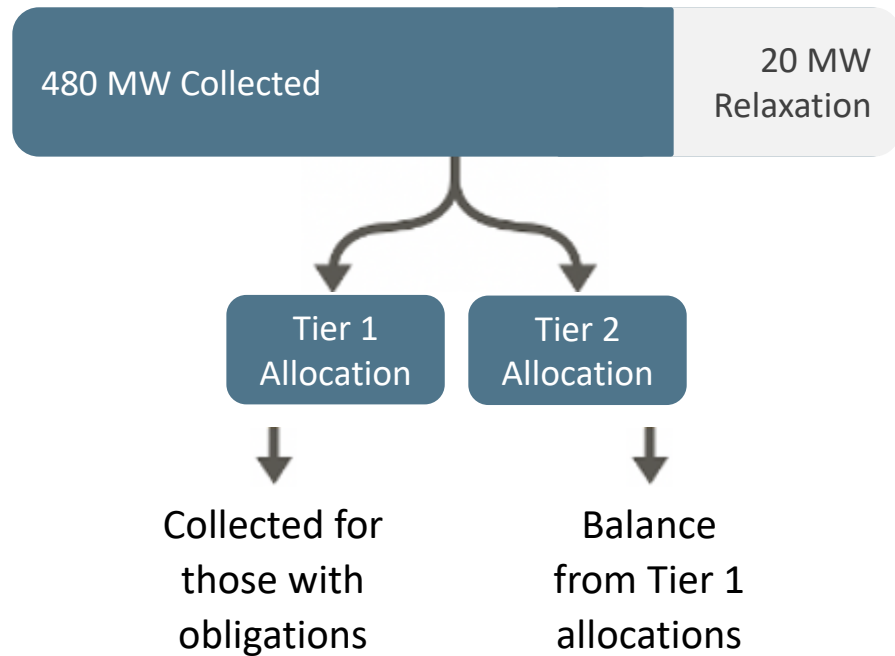 480 MW Collected
20 MW
Relaxation
Tier 1
Allocation
Tier 2
Allocation
Collected for
those with
obligations
Balance
from Tier 1
allocations